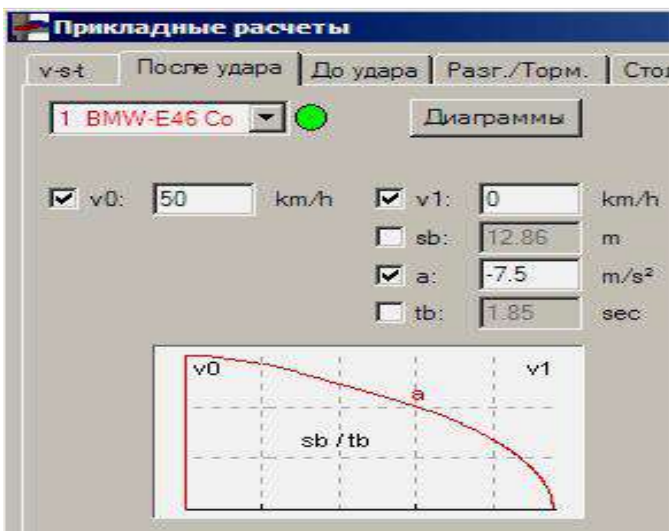 Прикладные расчеты
v-s-t После удара До удара Разг./Торм.
1 BMW-E46 Co Диаграммы
v0: 50 km/h v1: 0 km/h
sb: 12.86 m
a: -7.5 m/s²
tb: 1.85 sec
v0 v1
a
sb / tb